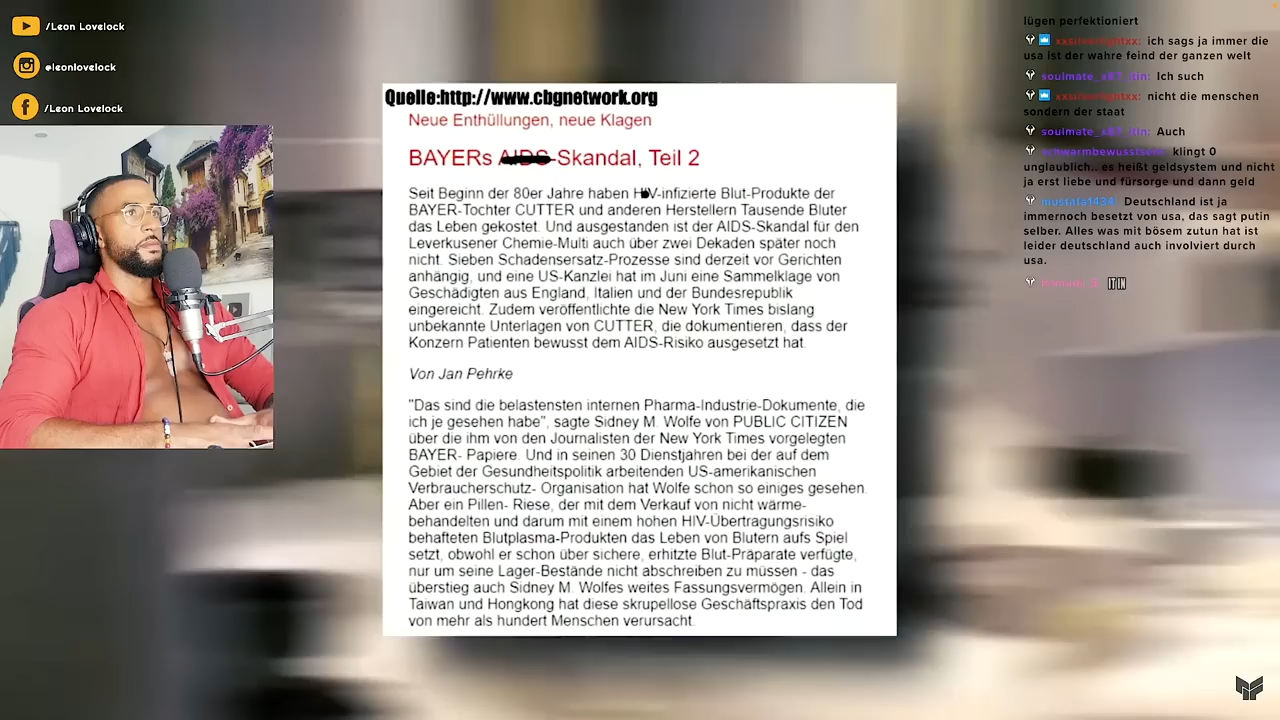 /Leon Lovelock
@leonlovelock
/Leon Lovelock
Quelle:http://www.cbgnetwork.org
Neue Enthüllungen, neue Klagen
BAYERs AIDS-Skandal, Teil 2
Seit Beginn der 80er Jahre haben HIV-infizierte Blut-Produkte der
BAYER-Tochter CUTTER und anderen Herstellern Tausende Bluter
das Leben gekostet. Und ausgestanden ist der AIDS-Skandal für den
Leverkusener Chemie-Multi auch über zwei Dekaden später noch
nicht. Sieben Schadensersatz-Prozesse sind derzeit vor Gerichten
anhängig, und eine US-Kanzlei hat im Juni eine Sammelklage von
Geschädigten aus England, Italien und der Bundesrepublik
eingereicht. Zudem veröffentlichte die New York Times bislang
unbekannte Unterlagen von CUTTER, die dokumentieren, dass der
Konzern Patienten bewusst dem AIDS-Risiko ausgesetzt hat.
Von Jan Pehrke
"Das sind die belastensten internen Pharma-Industrie-Dokumente, die
ich je gesehen habe", sagte Sidney M. Wolfe von PUBLIC CITIZEN
über die ihm von den Journalisten der New York Times vorgelegten
BAYER- Papiere. Und in seinen 30 Dienstjahren bei der auf dem
Gebiet der Gesundheitspolitik arbeitenden US-amerikanischen
Verbraucherschutz- Organisation hat Wolfe schon so einiges gesehen.
Aber ein Pillen- Riese, der mit dem Verkauf von nicht wärme-
behandelten und darum mit einem hohen HIV-Übertragungsrisiko
behafteten Blutplasma-Produkten das Leben von Blutern aufs Spiel
setzt, obwohl er schon über sichere, erhitzte Blut-Präparate verfügte,
nur um seine Lager-Bestände nicht abschreiben zu müssen - das
überstieg auch Sidney M. Wolfes weites Fassungsvermögen. Allein in
Taiwan und Hongkong hat diese skrupellose Geschäftspraxis den Tod
von mehr als hundert Menschen verursacht.
lügen perfektioniert
ich sags ja immer die
usa ist der wahre feind der ganzen welt
Ich such
nicht die menschen
sondern der staat
Auch
schwarmbewusstsein: klingt 0
unglaublich.. es heißt geldsystem und nicht
ja erst liebe und fürsorge und dann geld
mustafa1434: Deutschland ist ja
immernoch besetzt von usa, das sagt putin
selber. Alles was mit bösem zutun hat ist
leider deutschland auch involviert durch
usa.